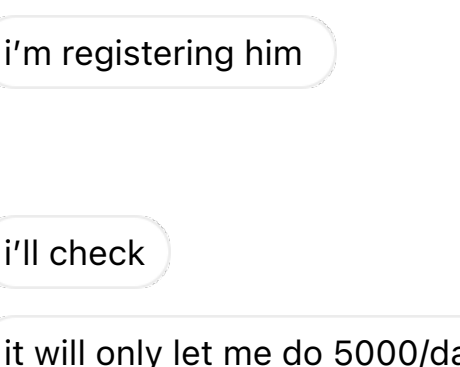 i’m registering him
i’ll check
it will only let me do 5000/da